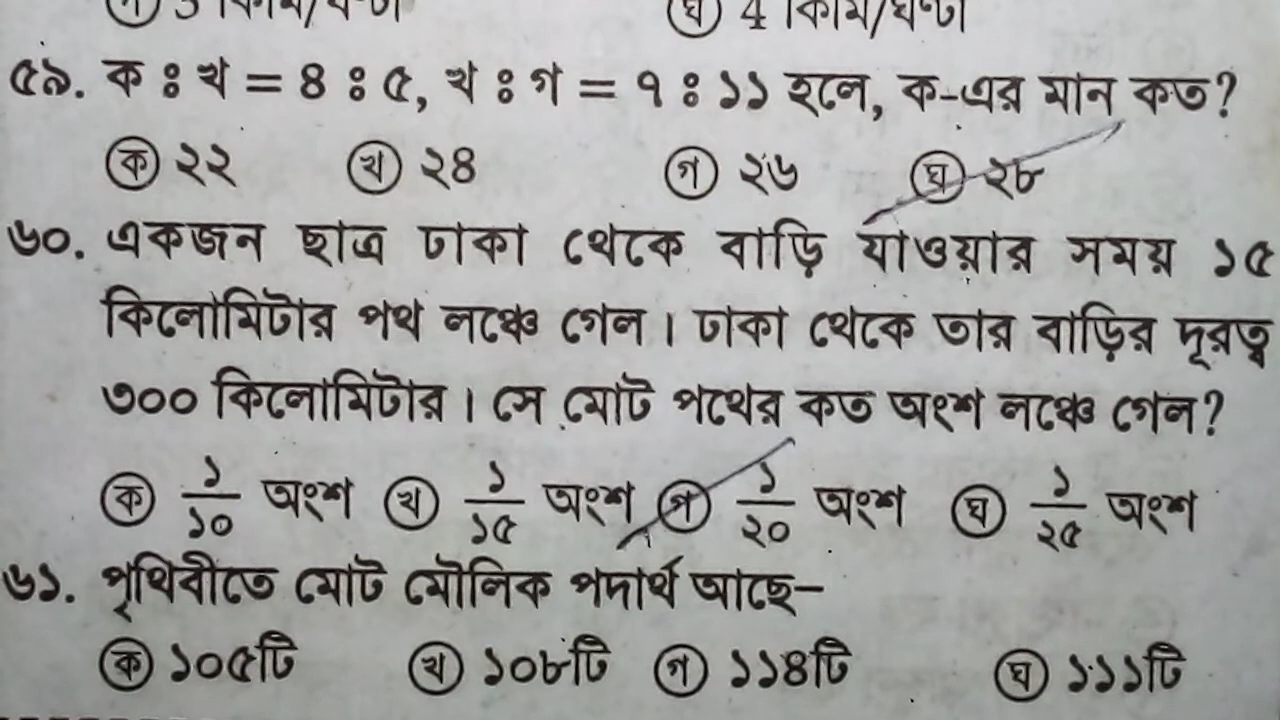 ৫৯. ক ঃ খ = 8 ঃ ৫, খ ঃ গ = ৭ ঃ ১১ হলে, ক-এর মান কত?
ক ২২ খ ২৪ গ ২৬ ঘ ২৮
৬০. একজন ছাত্র ঢাকা থেকে বাড়ি যাওয়ার সময় ১৫
কিলোমিটার পথ লঞ্চে গেল। ঢাকা থেকে তার বাড়ির দূরত্ব
৩০০ কিলোমিটার। সে মোট পথের কত অংশ লঞ্চে গেল?
ক ১/১০ অংশ খ ১/১৫ অংশ গ ১/২০ অংশ ঘ ১/২৫ অংশ
৬১. পৃথিবীতে মোট মৌলিক পদার্থ আছে–
ক ১০৫টি খ ১০৮টি গ ১১৪টি ঘ ১১১টি